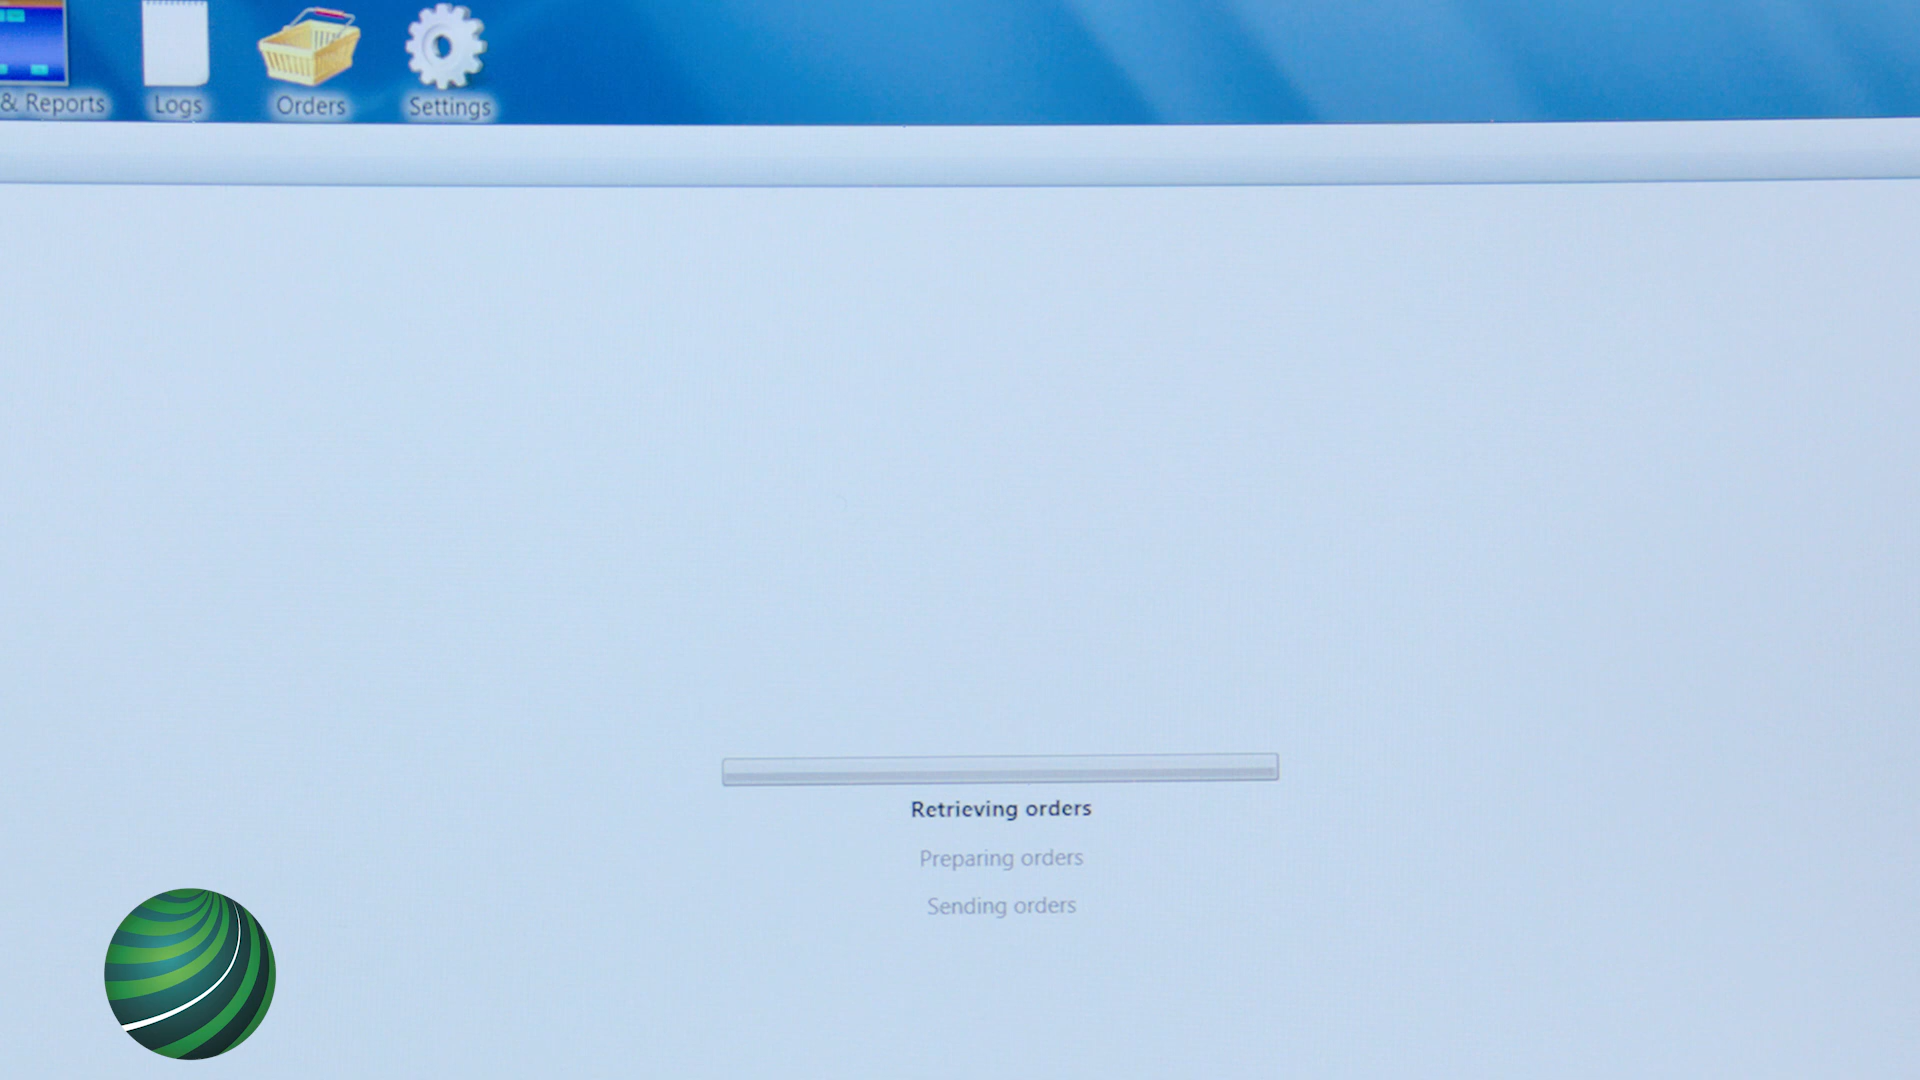 & Reports
Logs
Orders
Settings
Retrieving orders
Preparing orders
Sending orders